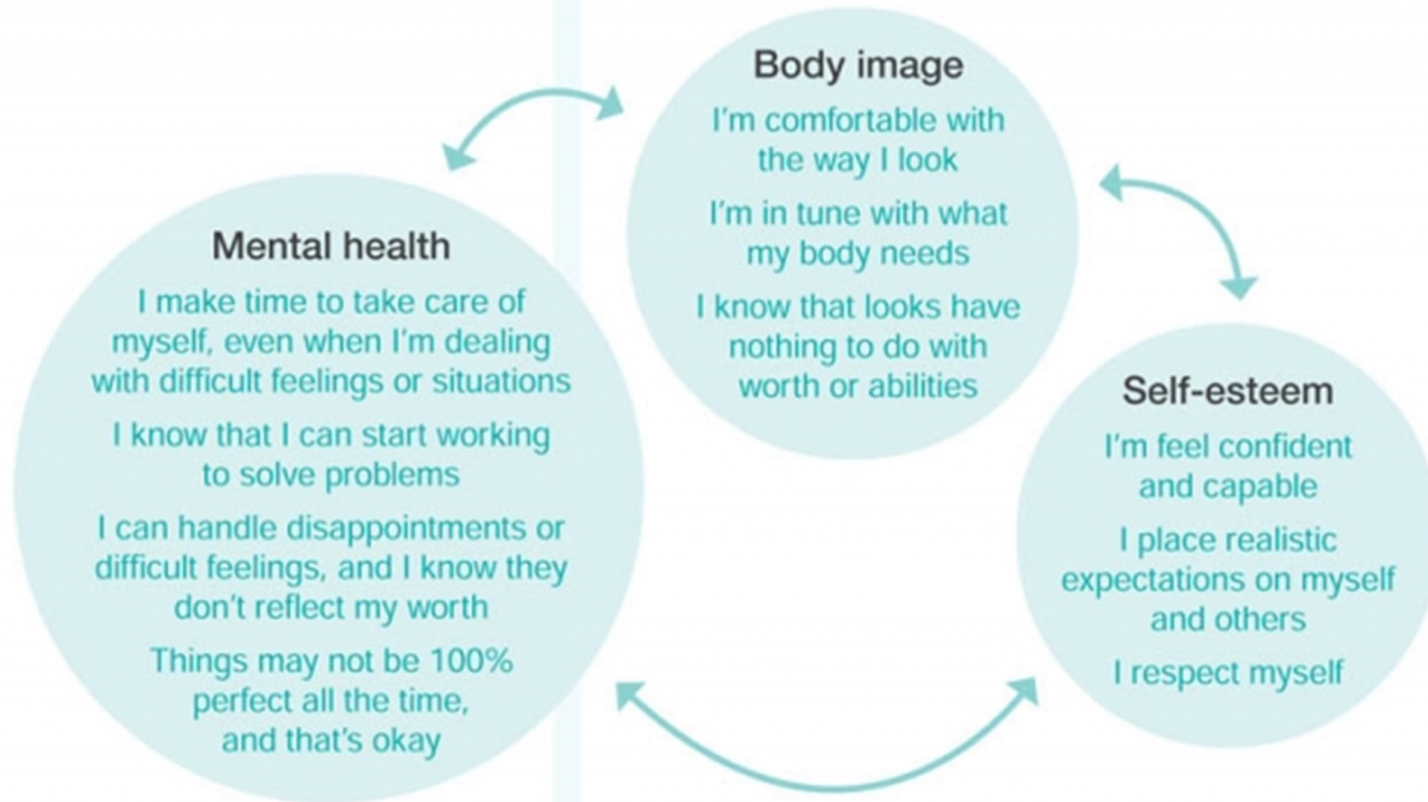 Body image
I'm comfortable with
the way I look
I'm in tune with what
my body needs
I know that looks have
nothing to do with
worth or abilities
Mental health
I make time to take care of
myself, even when I'm dealing
with difficult feelings or situations
I know that I can start working
to solve problems
I can handle disappointments or
difficult feelings, and I know they
don't reflect my worth
Things may not be 100%
perfect all the time,
and that's okay
Self-esteem
I'm feel confident
and capable
I place realistic
expectations on myself
and others
I respect myself